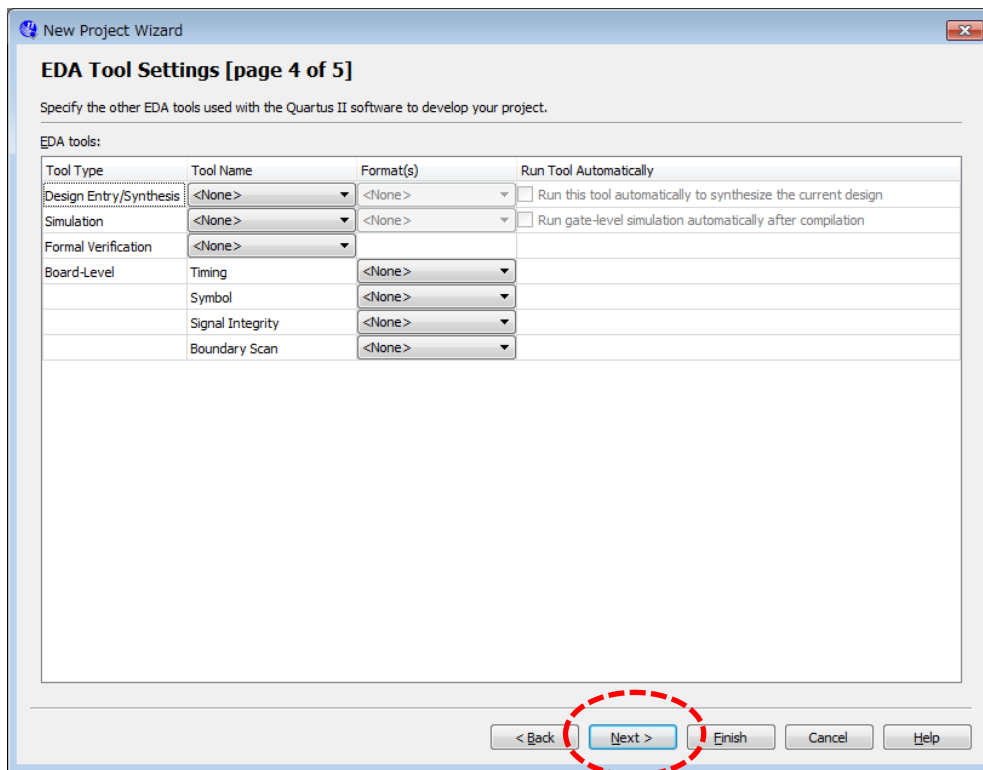 New Project Wizard
EDA Tool Settings [page 4 of 5]
Specify the other EDA tools used with the Quartus II software to develop your project.
EDA tools:
Tool Type Tool Name Format(s) Run Tool Automatically
Design Entry/Synthesis <None> <None> Run this tool automatically to synthesize the current design
Simulation <None> <None> Run gate-level simulation automatically after compilation
Formal Verification <None>
Board-Level Timing <None>
Symbol <None>
Signal Integrity <None>
Boundary Scan <None>
< Back Next > Finish Cancel Help